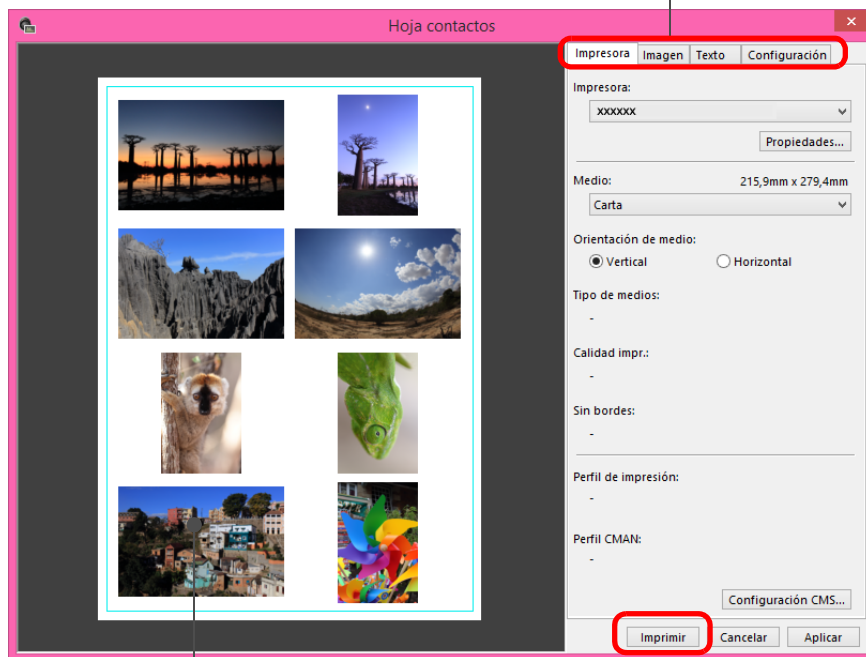 Hoja contactos
Impresora Imagen Texto Configuración
Impresora:
xxxxxx
Propiedades...
Medio: 215,9mm x 279,4mm
Carta
Orientación de medio:
Vertical Horizontal
Tipo de medios:
-
Calidad impr.:
-
Sin bordes:
-
Perfil de impresión:
-
Perfil CMAN:
-
Configuración CMS...
Imprimir Cancelar Aplicar